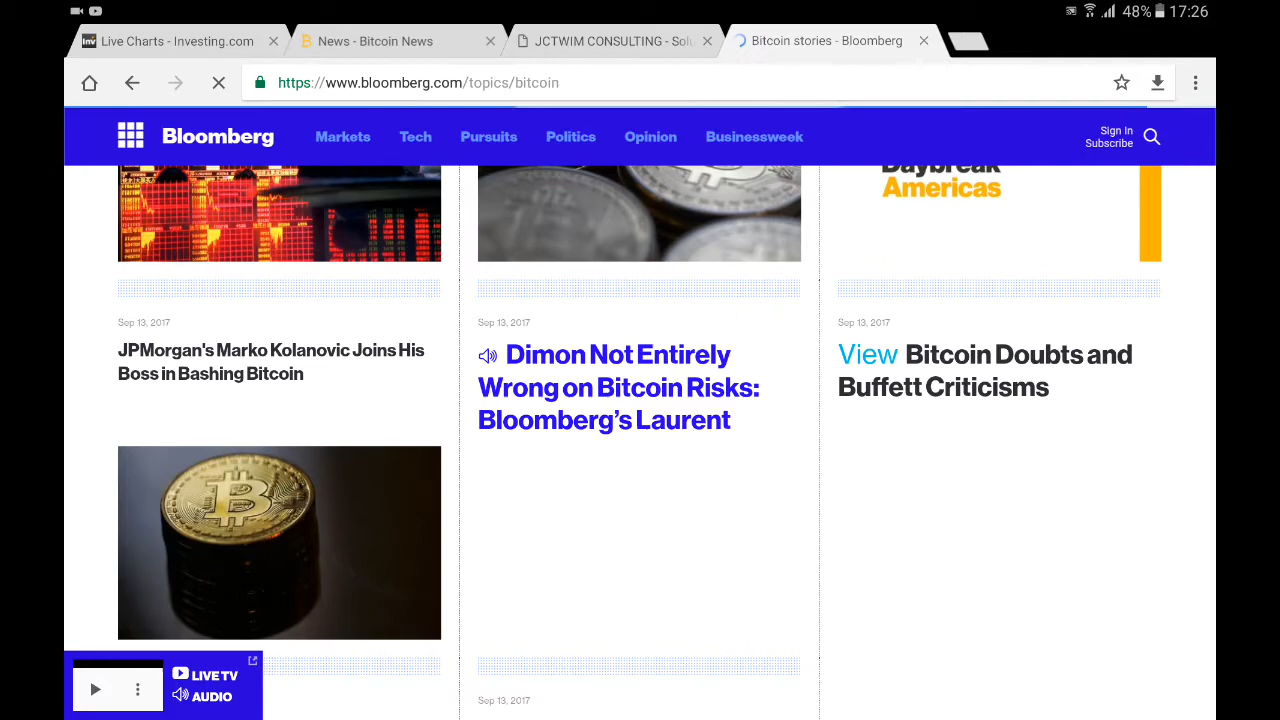 48% 17:26
Live Charts - Investing.com
News - Bitcoin News
JCTWIM CONSULTING - Solu
Bitcoin stories - Bloomberg
https://www.bloomberg.com/topics/bitcoin
Bloomberg Markets Tech Pursuits Politics Opinion Businessweek
Sign In
Subscribe
Daybreak
Americas
Sep 13, 2017
JPMorgan's Marko Kolanovic Joins His
Boss in Bashing Bitcoin
Sep 13, 2017
Dimon Not Entirely
Wrong on Bitcoin Risks:
Bloomberg’s Laurent
Sep 13, 2017
View Bitcoin Doubts and
Buffett Criticisms
LIVE TV
AUDIO
Sep 13, 2017